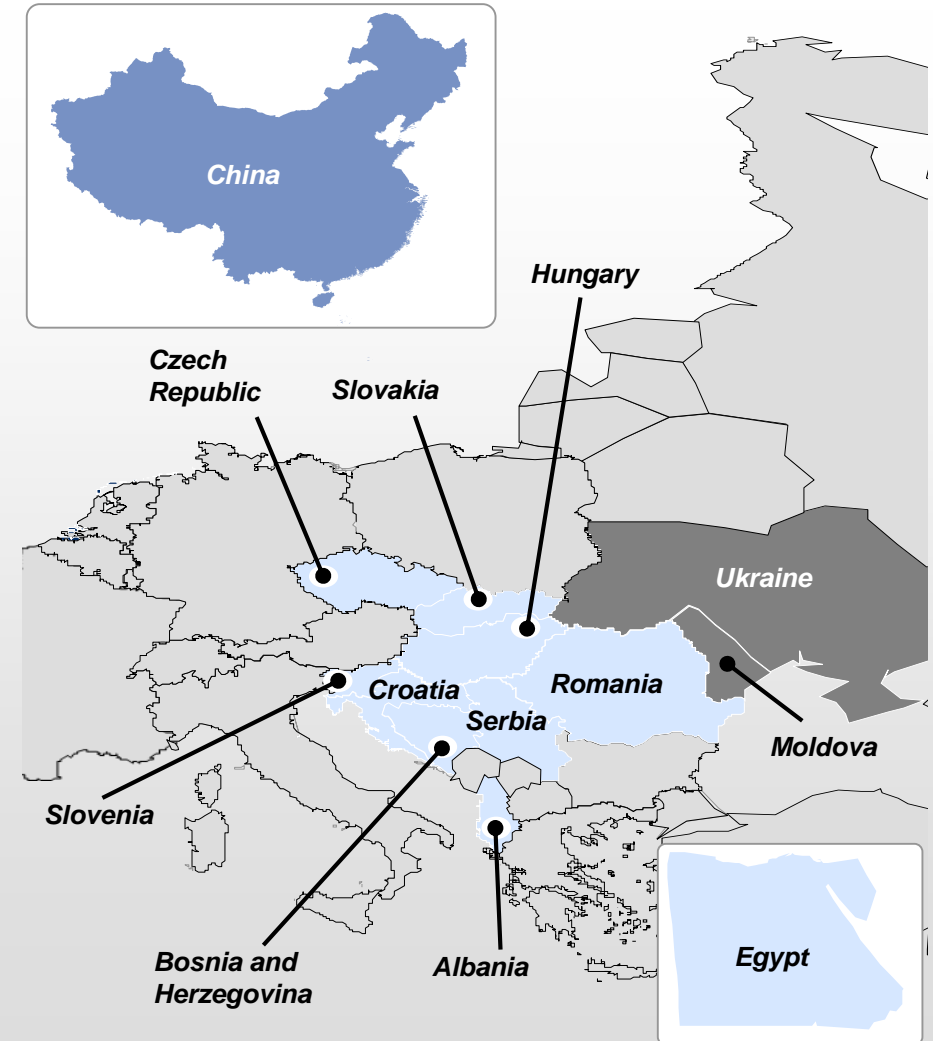 China
Hungary
Czech
Republic
Slovakia
Ukraine
Croatia
Romania
Serbia
Moldova
Slovenia
Bosnia and
Herzegovina
Albania
Egypt